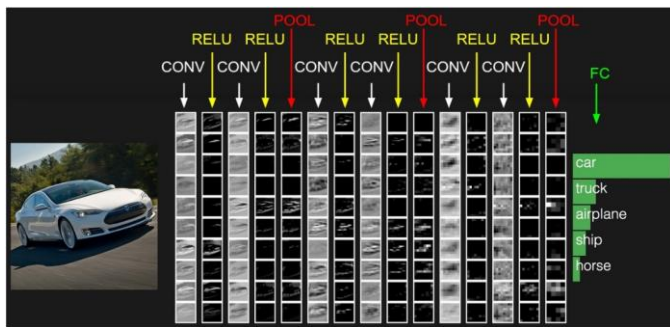 POOL POOL POOL
RELU RELU RELU RELU RELU RELU
CONV CONV CONV CONV CONV CONV
FC
car
truck
airplane
ship
horse